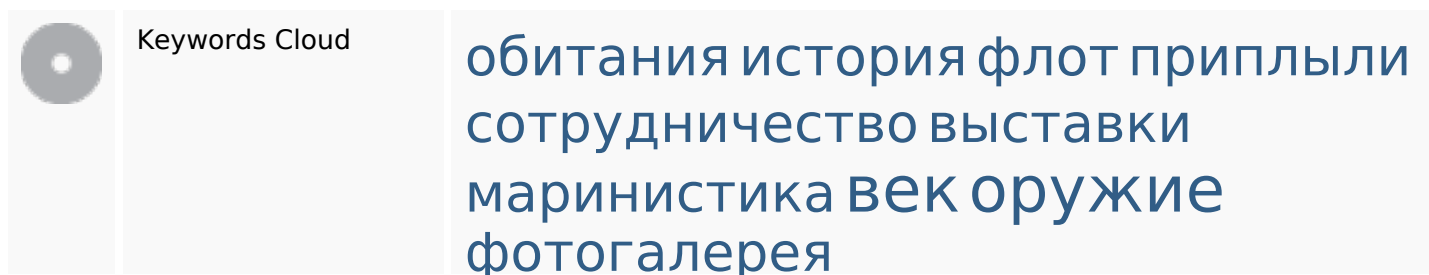 Keywords Cloud
обитания история флот приплыли
сотрудничество выставки
маринистика век оружие
фотогалерея